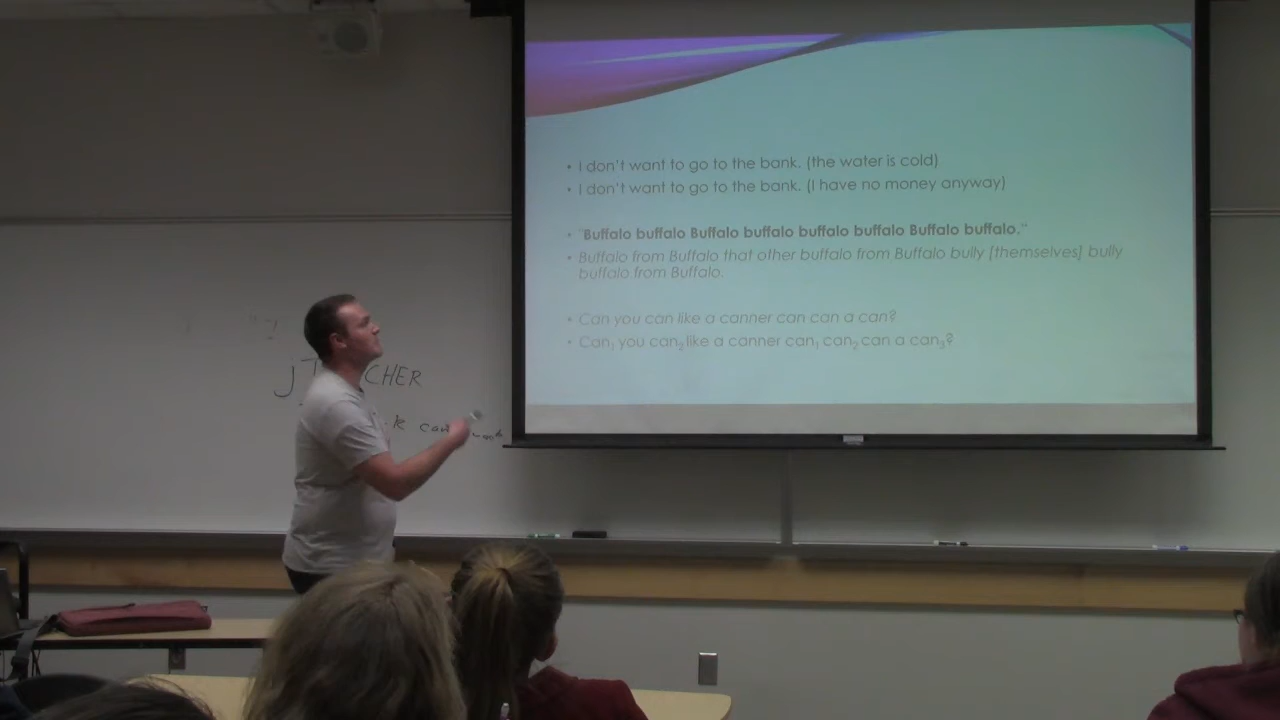 • I don't want to go to the bank. (the water is cold)
• I don't want to go to the bank. (I have no money anyway)
• "Buffalo buffalo Buffalo buffalo buffalo buffalo Buffalo buffalo."
• Buffalo from Buffalo that other buffalo from Buffalo bully [themselves] bully
buffalo from Buffalo.
• Can you can like a canner can can a can?
• Can₁ you can₂ like a canner can₁ can₂ can a can₃?
CHER